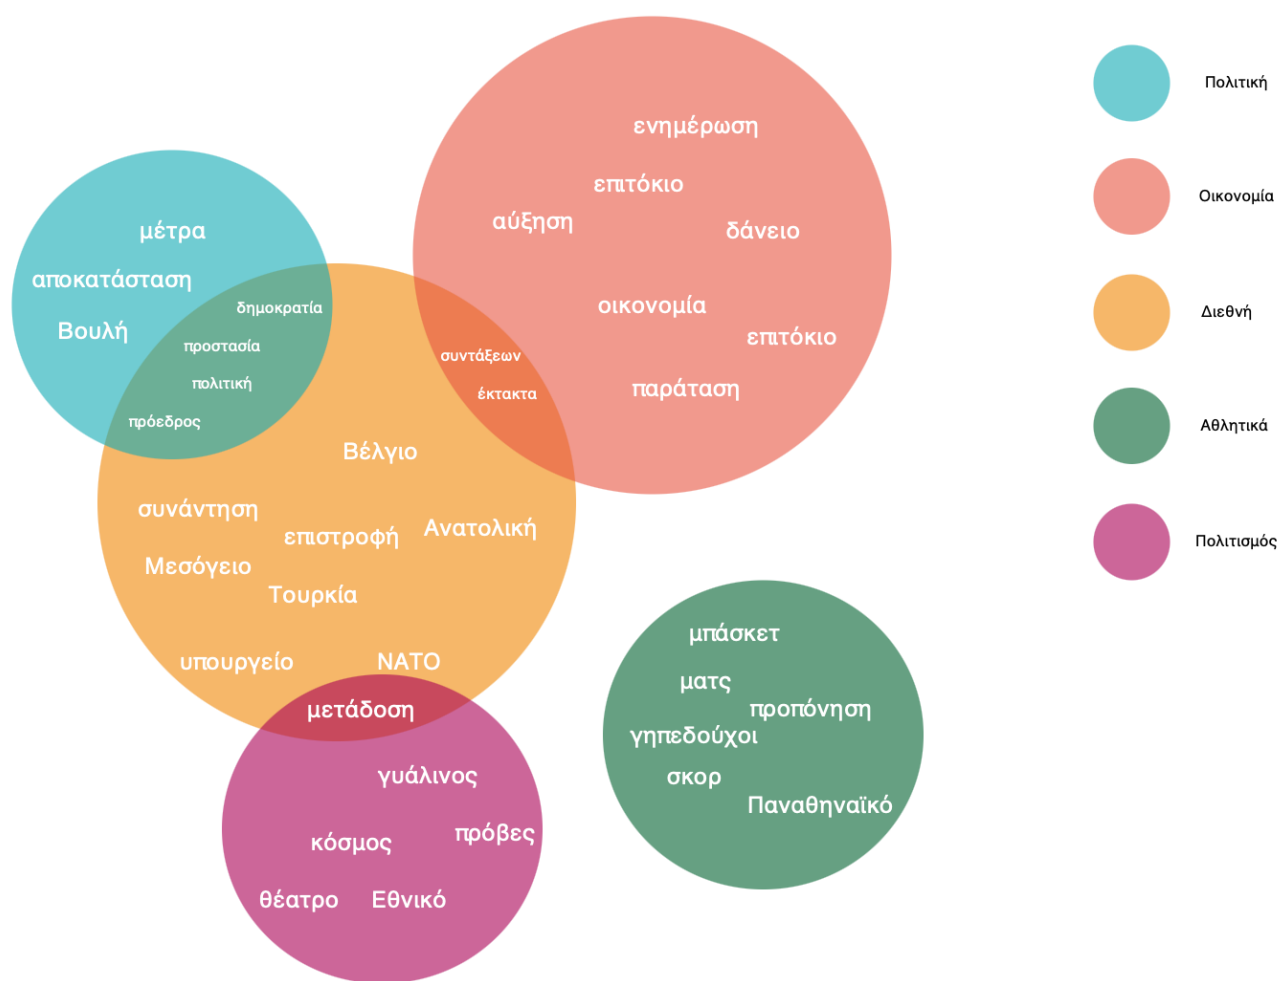 ενημέρωση
επιτόκιο
αύξηση
δάνειο
οικονομία
επιτόκιο
παράταση
μέτρα
αποκατάσταση
Βουλή
δημοκρατία
προστασία
πολιτική
πρόεδρος
συντάξεων
έκτακτα
Βέλγιο
συνάντηση
επιστροφή
Ανατολική
Μεσόγειο
Τουρκία
υπουργείο
ΝΑΤΟ
μετάδοση
γυάλινος
κόσμος
πρόβες
θέατρο
Εθνικό
μπάσκετ
ματς
προπόνηση
γηπεδούχοι
σκορ
Παναθηναϊκό
Πολιτική
Οικονομία
Διεθνή
Αθλητικά
Πολιτισμός